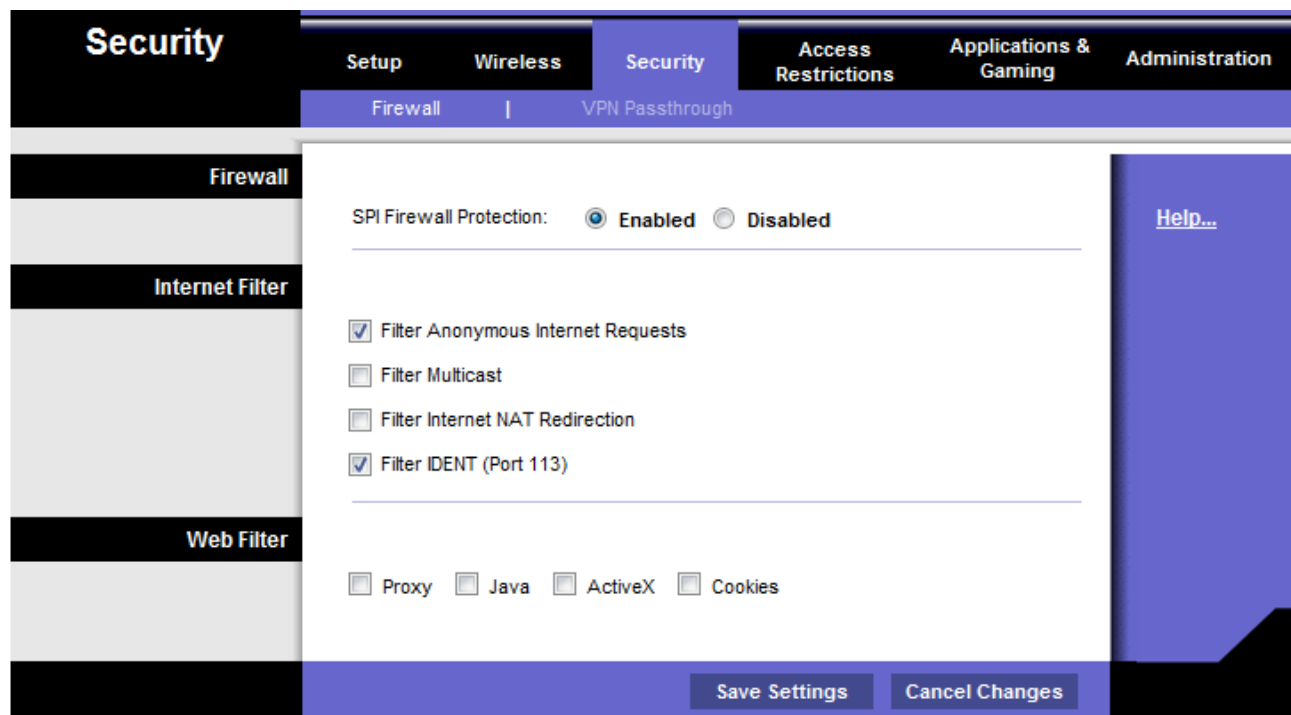 Security
Setup Wireless Security Access Restrictions Applications & Gaming Administration
Firewall | VPN Passthrough
Firewall
SPI Firewall Protection: Enabled Disabled
Help...
Internet Filter
Filter Anonymous Internet Requests
Filter Multicast
Filter Internet NAT Redirection
Filter IDENT (Port 113)
Web Filter
Proxy Java ActiveX Cookies
Save Settings Cancel Changes